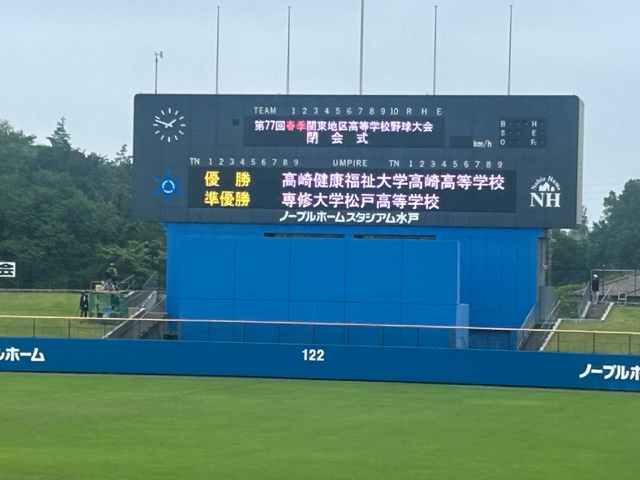 TEAM 1 2 3 4 5 6 7 8 9 10 R H E
第77回春季関東地区高等学校野球大会
閉会式
km/h
B H
S E
O Fc
TN 1 2 3 4 5 6 7 8 9 UMPIRE TN 1 2 3 4 5 6 7 8 9
優勝 高崎健康福祉大学高崎高等学校
準優勝 専修大学松戸高等学校
Noble Home
NH
ノーブルホームスタジアム水戸
会
ルホーム
122
ノーブルホ